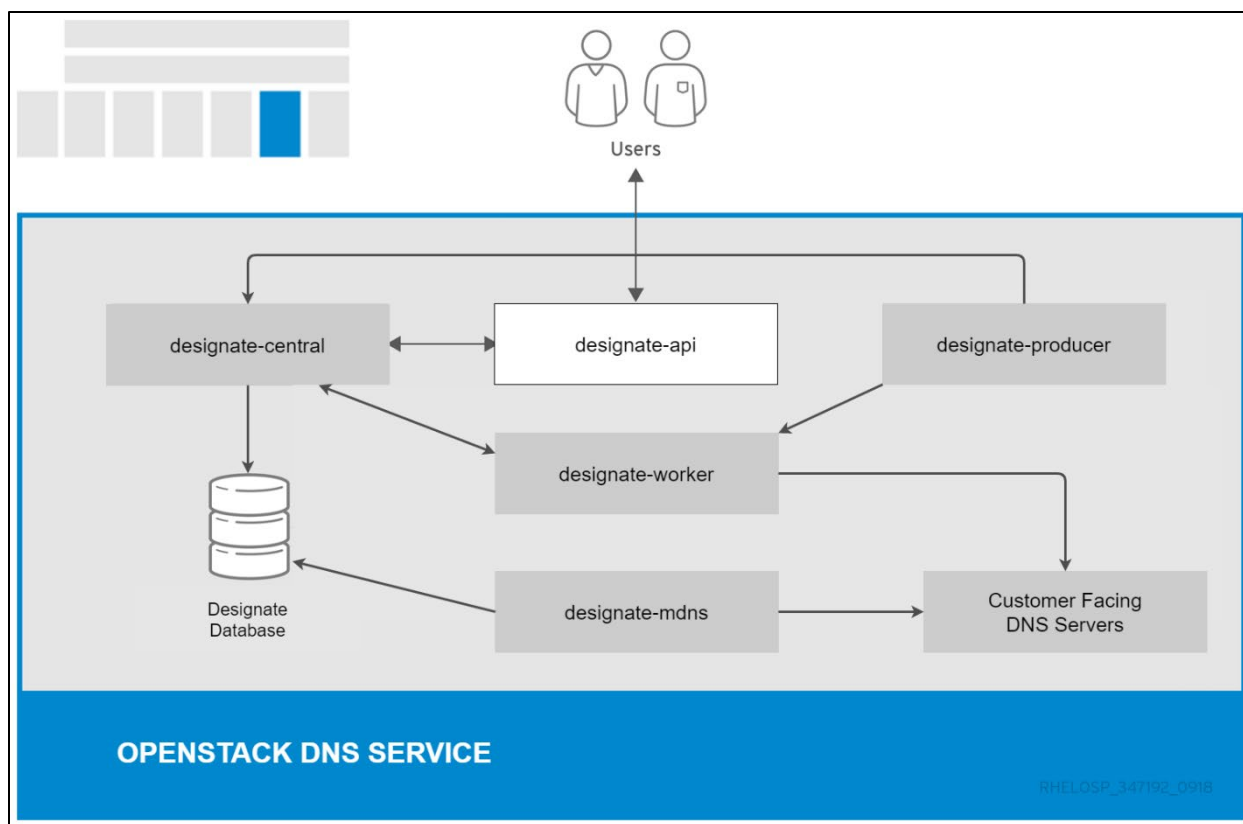 Users
designate-central
designate-api
designate-producer
designate-worker
Designate
Database
designate-mdns
Customer Facing
DNS Servers
OPENSTACK DNS SERVICE
RHELOSP_347192_0918